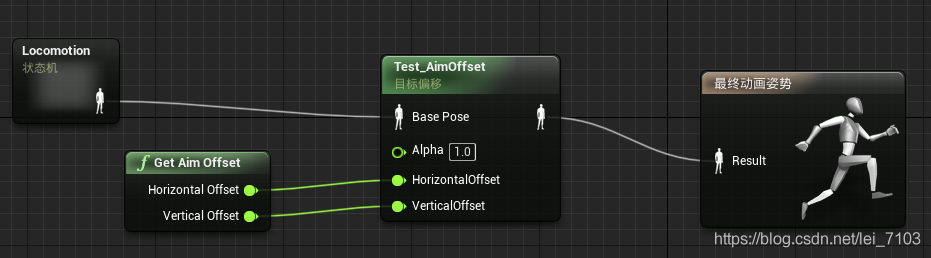 Locomotion
状态机
Test_AimOffset
目标偏移
Base Pose
Alpha 1.0
HorizontalOffset
VerticalOffset
f Get Aim Offset
Horizontal Offset
Vertical Offset
最终动画姿势
Result
https://blog.csdn.net/lei_7103